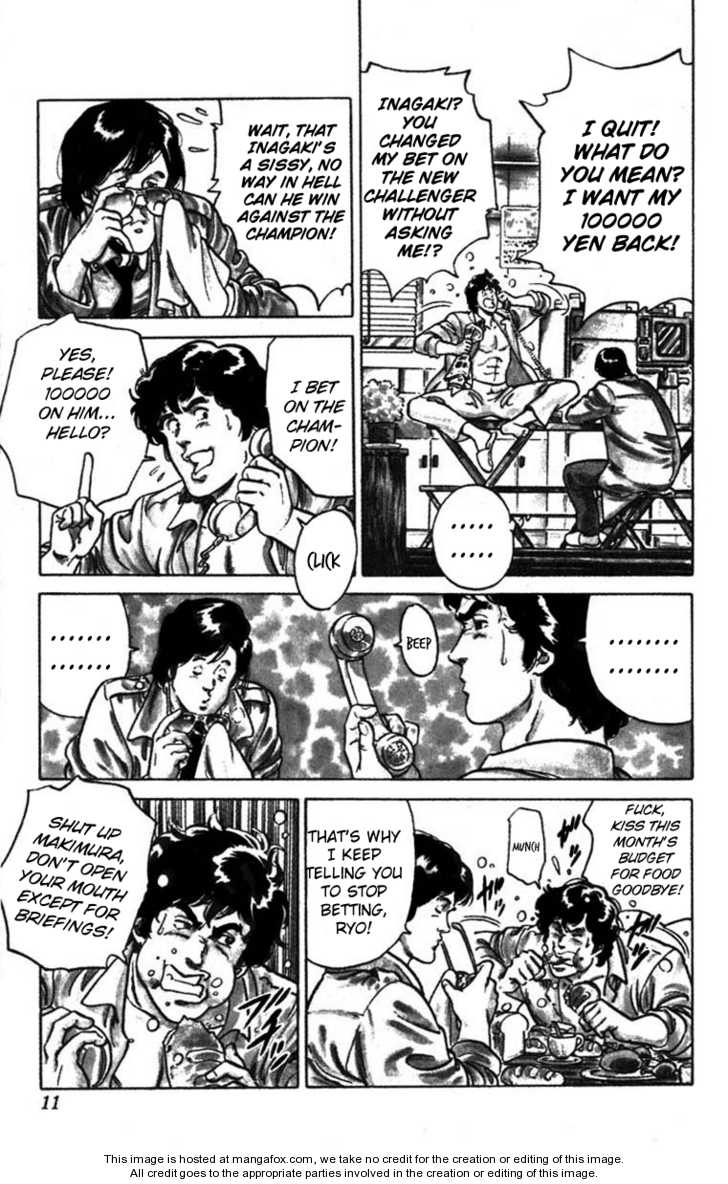 I QUIT!
WHAT DO
YOU MEAN?
I WANT MY
100000
YEN BACK!
INAGAKI?
YOU
CHANGED
MY BET ON
THE NEW
CHALLENGER
WITHOUT
ASKING
ME!?
.....
.....
WAIT, THAT
INAGAKI'S
A SISSY, NO
WAY IN HELL
CAN HE WIN
AGAINST THE
CHAMPION!
I BET
ON THE
CHAM-
PION!
YES,
PLEASE!
100000
ON HIM...
HELLO?
CLICK
........
........
BEEP
.......
.......
FUCK,
KISS THIS
MONTH'S
BUDGET
FOR FOOD
GOODBYE!
MUNCH
THAT'S WHY
I KEEP
TELLING YOU
TO STOP
BETTING,
RYO!
SHUT UP
MAKIMURA,
DON'T OPEN
YOUR MOUTH
EXCEPT FOR
BRIEFINGS!
11
This image is hosted at mangafox.com, we take no credit for the creation or editing of this image.
All credit goes to the appropriate parties involved in the creation or editing of this image.